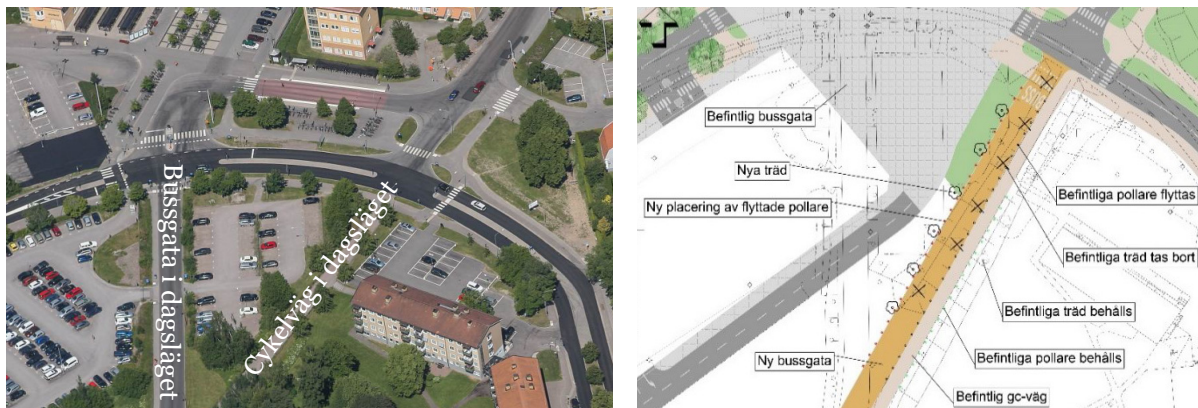 Bussgata i dagsläget
Cykelväg i dagsläget
Befintlig bussgata
Nya träd
Ny placering av flyttade pollare
Ny bussgata
Befintliga pollare flyttas
Befintliga träd tas bort
Befintliga träd behålls
Befintliga pollare behålls
Befintlig gc-väg